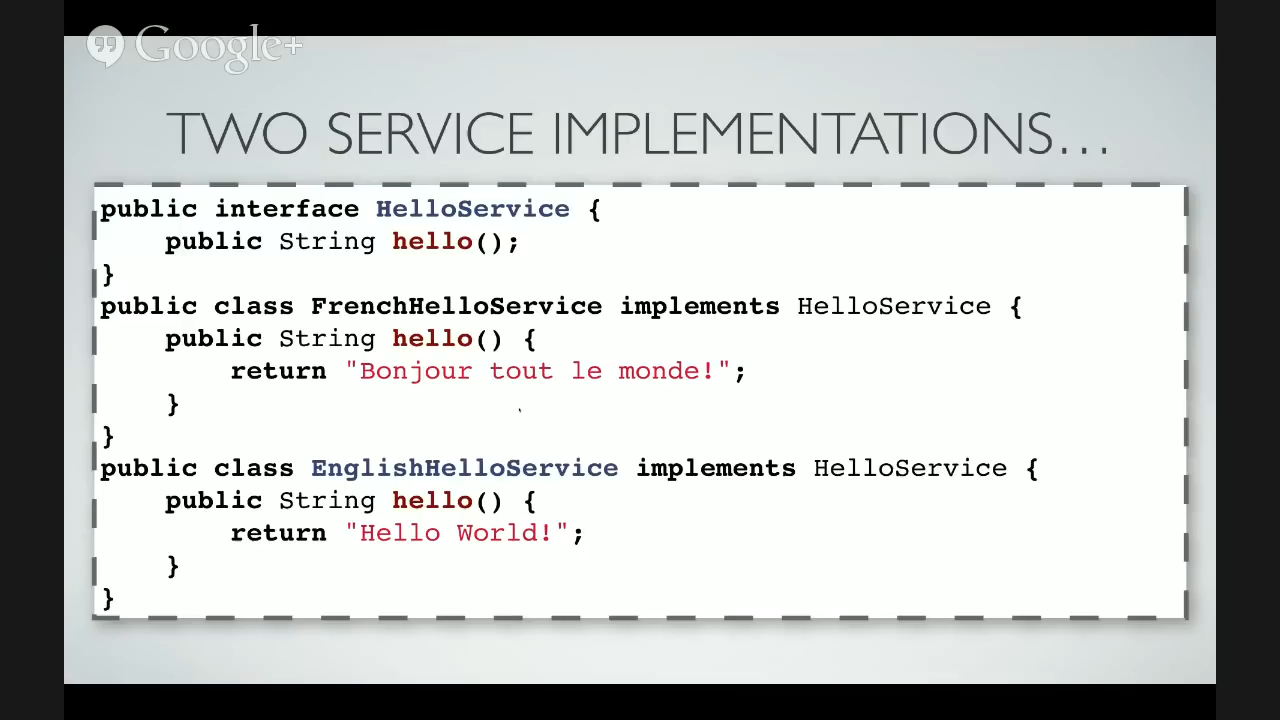 Google+
TWO SERVICE IMPLEMENTATIONS...
public interface HelloService {
    public String hello();
}
public class FrenchHelloService implements HelloService {
    public String hello() {
        return "Bonjour tout le monde!";
    }
}
public class EnglishHelloService implements HelloService {
    public String hello() {
        return "Hello World!";
    }
}